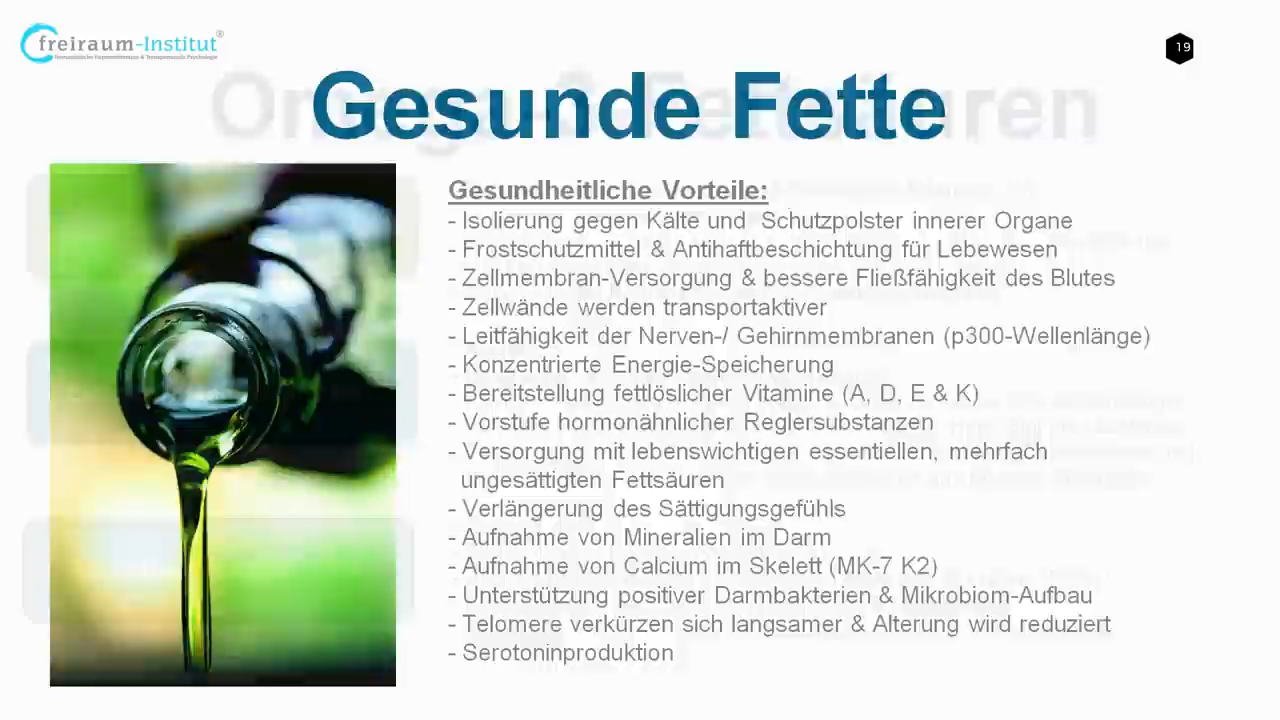 freiraum-Institut®
19
Gesunde Fette
Gesundheitliche Vorteile:
- Isolierung gegen Kälte und Schutzpolster innerer Organe
- Frostschutzmittel & Antihaftbeschichtung für Lebewesen
- Zellmembran-Versorgung & bessere Fließfähigkeit des Blutes
- Zellwände werden transportaktiver
- Leitfähigkeit der Nerven-/ Gehirnmembranen (p300-Wellenlänge)
- Konzentrierte Energie-Speicherung
- Bereitstellung fettlöslicher Vitamine (A, D, E & K)
- Vorstufe hormonähnlicher Reglersubstanzen
- Versorgung mit lebenswichtigen essentiellen, mehrfach
ungesättigten Fettsäuren
- Verlängerung des Sättigungsgefühls
- Aufnahme von Mineralien im Darm
- Aufnahme von Calcium im Skelett (MK-7 K2)
- Unterstützung positiver Darmbakterien & Mikrobiom-Aufbau
- Telomere verkürzen sich langsamer & Alterung wird reduziert
- Serotoninproduktion